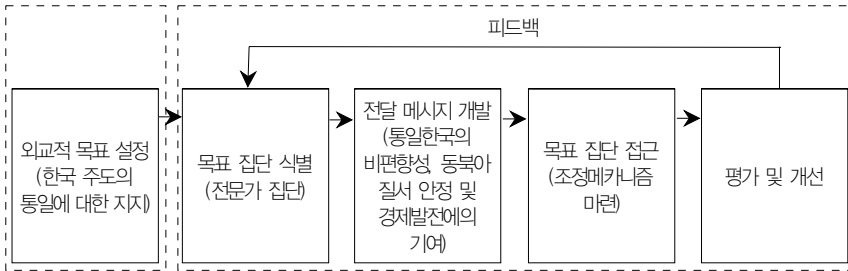 피드백
외교적 목표 설정
(한국 주도의
통일에 대한 지지)
목표 집단 식별
(전문가 집단)
전달 메시지 개발
(통일한국의
비편향성, 동북아
질서 안정 및
경제발전에의
기여)
목표 집단 접근
(조정메카니즘
마련)
평가 및 개선